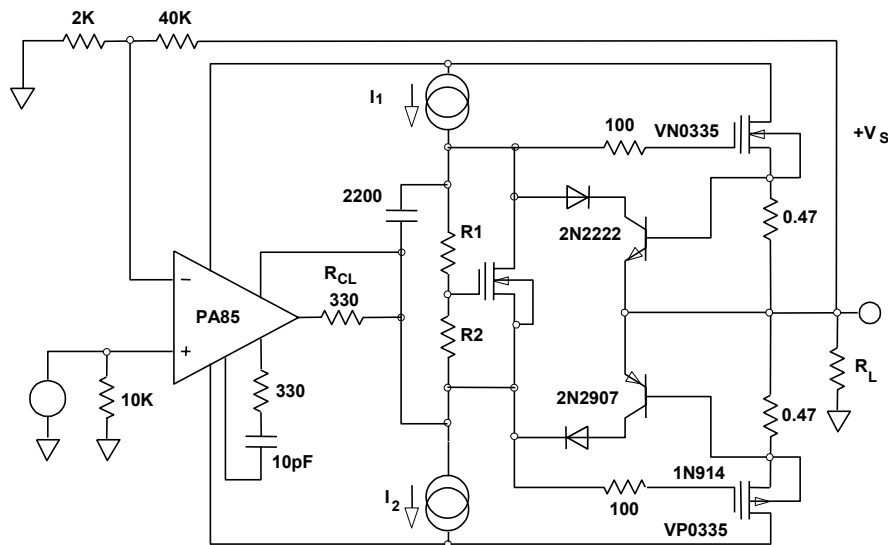 2K
40K
I1
100
VN0335
+VS
2200
0.47
R1
2N2222
RCL
330
−
PA85
+
R2
RL
10K
330
2N2907
0.47
10pF
1N914
I2
100
VP0335